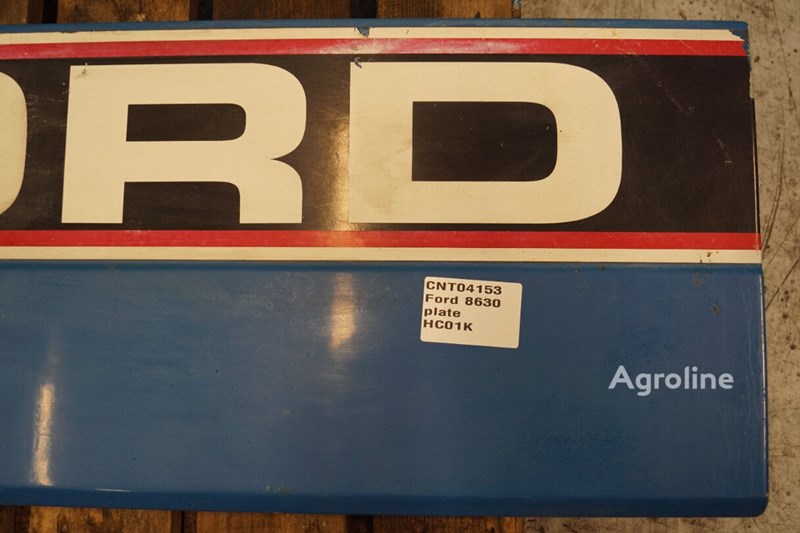 ORD
CNT04153
Ford 8630
plate
HC01K
Agroline